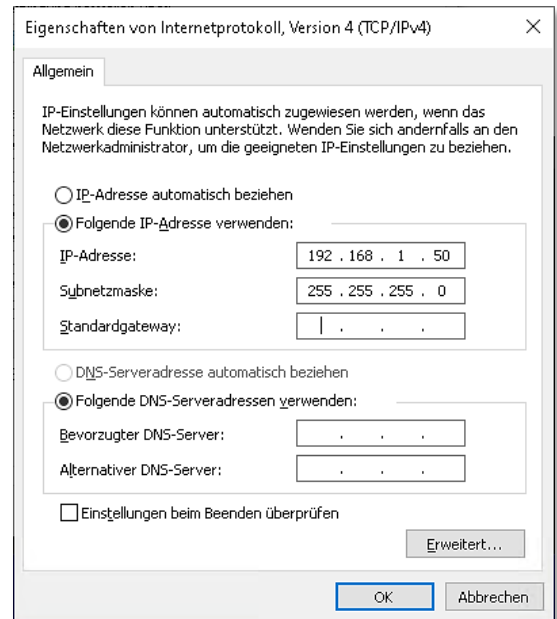 Eigenschaften von Internetprotokoll, Version 4 (TCP/IPv4)
Allgemein
IP-Einstellungen können automatisch zugewiesen werden, wenn das
Netzwerk diese Funktion unterstützt. Wenden Sie sich andernfalls an den
Netzwerkadministrator, um die geeigneten IP-Einstellungen zu beziehen.
IP-Adresse automatisch beziehen
Folgende IP-Adresse verwenden:
IP-Adresse: 192 . 168 . 1 . 50
Subnetzmaske: 255 . 255 . 255 . 0
Standardgateway: . . .
DNS-Serveradresse automatisch beziehen
Folgende DNS-Serveradressen verwenden:
Bevorzugter DNS-Server: . . .
Alternativer DNS-Server: . . .
Einstellungen beim Beenden überprüfen
Erweitert...
OK Abbrechen